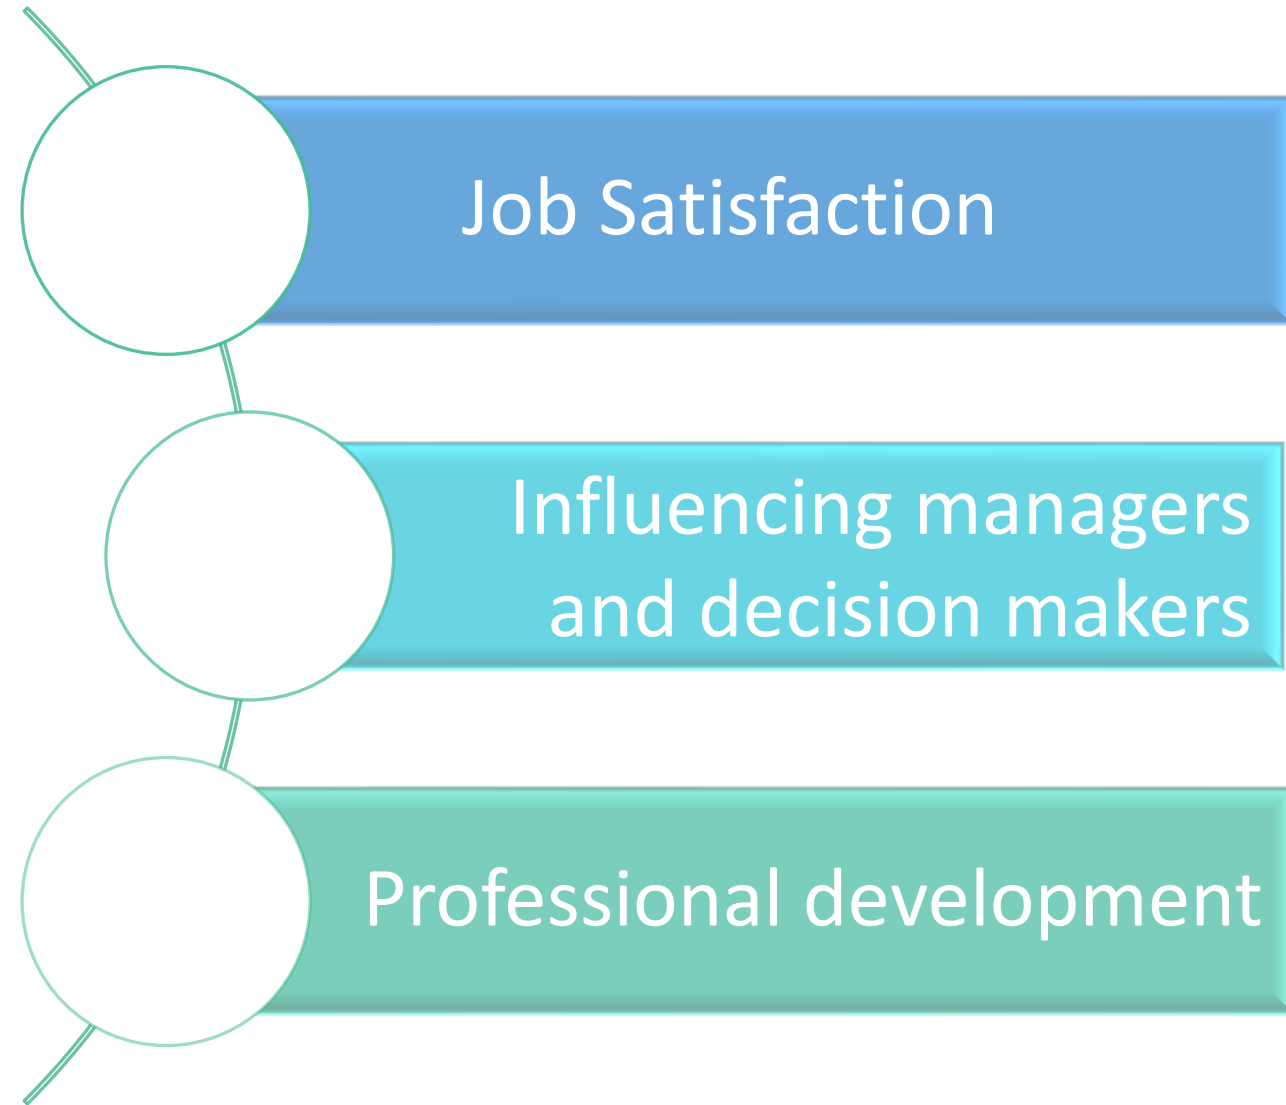 Job Satisfaction
Influencing managers
and decision makers
Professional development